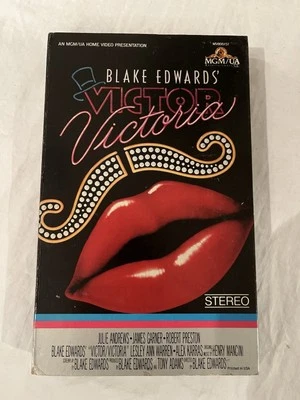 AN MGM/UA HOME VIDEO PRESENTATION
MGM/UA
BLAKE EDWARDS'
VICTOR
Victoria
STEREO
JULIE ANDREWS • JAMES GARNER • ROBERT PRESTON
BLAKE EDWARDS' "VICTOR/VICTORIA" LESLEY ANN WARREN • ALEX KARRAS HENRY MANCINI
BLAKE EDWARDS BLAKE EDWARDS TONY ADAMS BLAKE EDWARDS